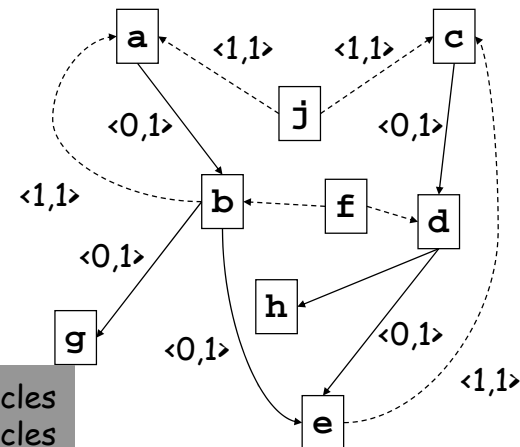 a
c
<1,1>
<1,1>
j
<0,1>
<0,1>
<1,1>
b
f
d
<0,1>
h
g
<0,1>
<0,1>
<1,1>
cles
e
cles